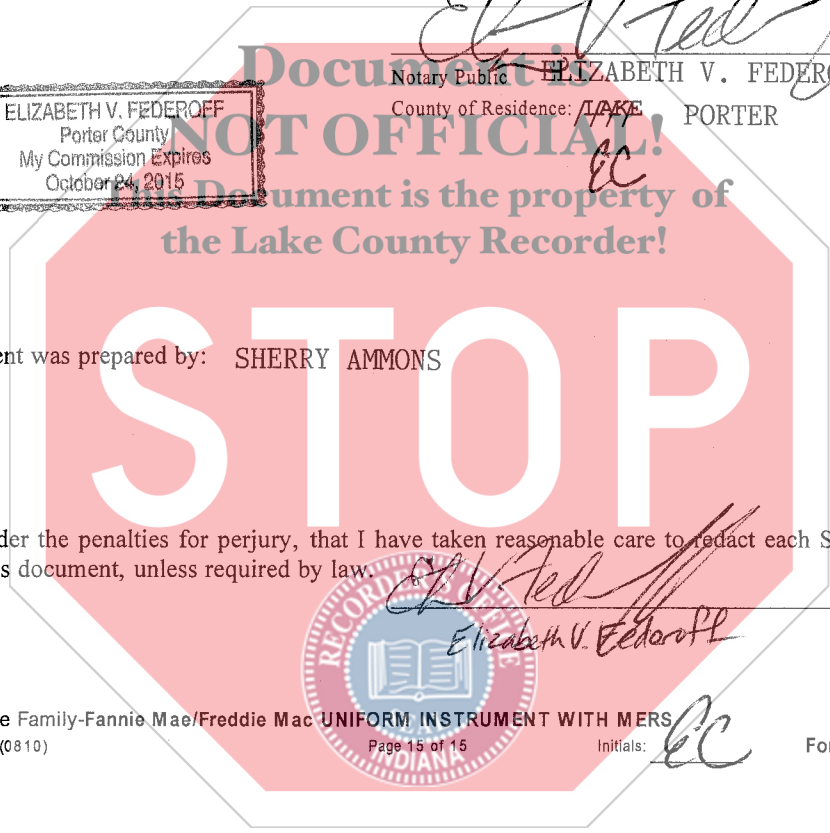 Document is
Notary Public ELIZABETH V. FEDERO
ELIZABETH V. FEDEROFF
Porter County
My Commission Expires
October 24, 2015
County of Residence: LAKE PORTER
EC
NOT OFFICIAL!
This Document is the property of
the Lake County Recorder!
ent was prepared by: SHERRY AMMONS
STOP
der the penalties for perjury, that I have taken reasonable care to redact each S
s document, unless required by law.
Elizabeth V. Federoff
RECORDER'S OFFICE
SEAL
INDIANA
e Family-Fannie Mae/Freddie Mac UNIFORM INSTRUMENT WITH MERS
(0810) Page 15 of 15 Initials: EC For